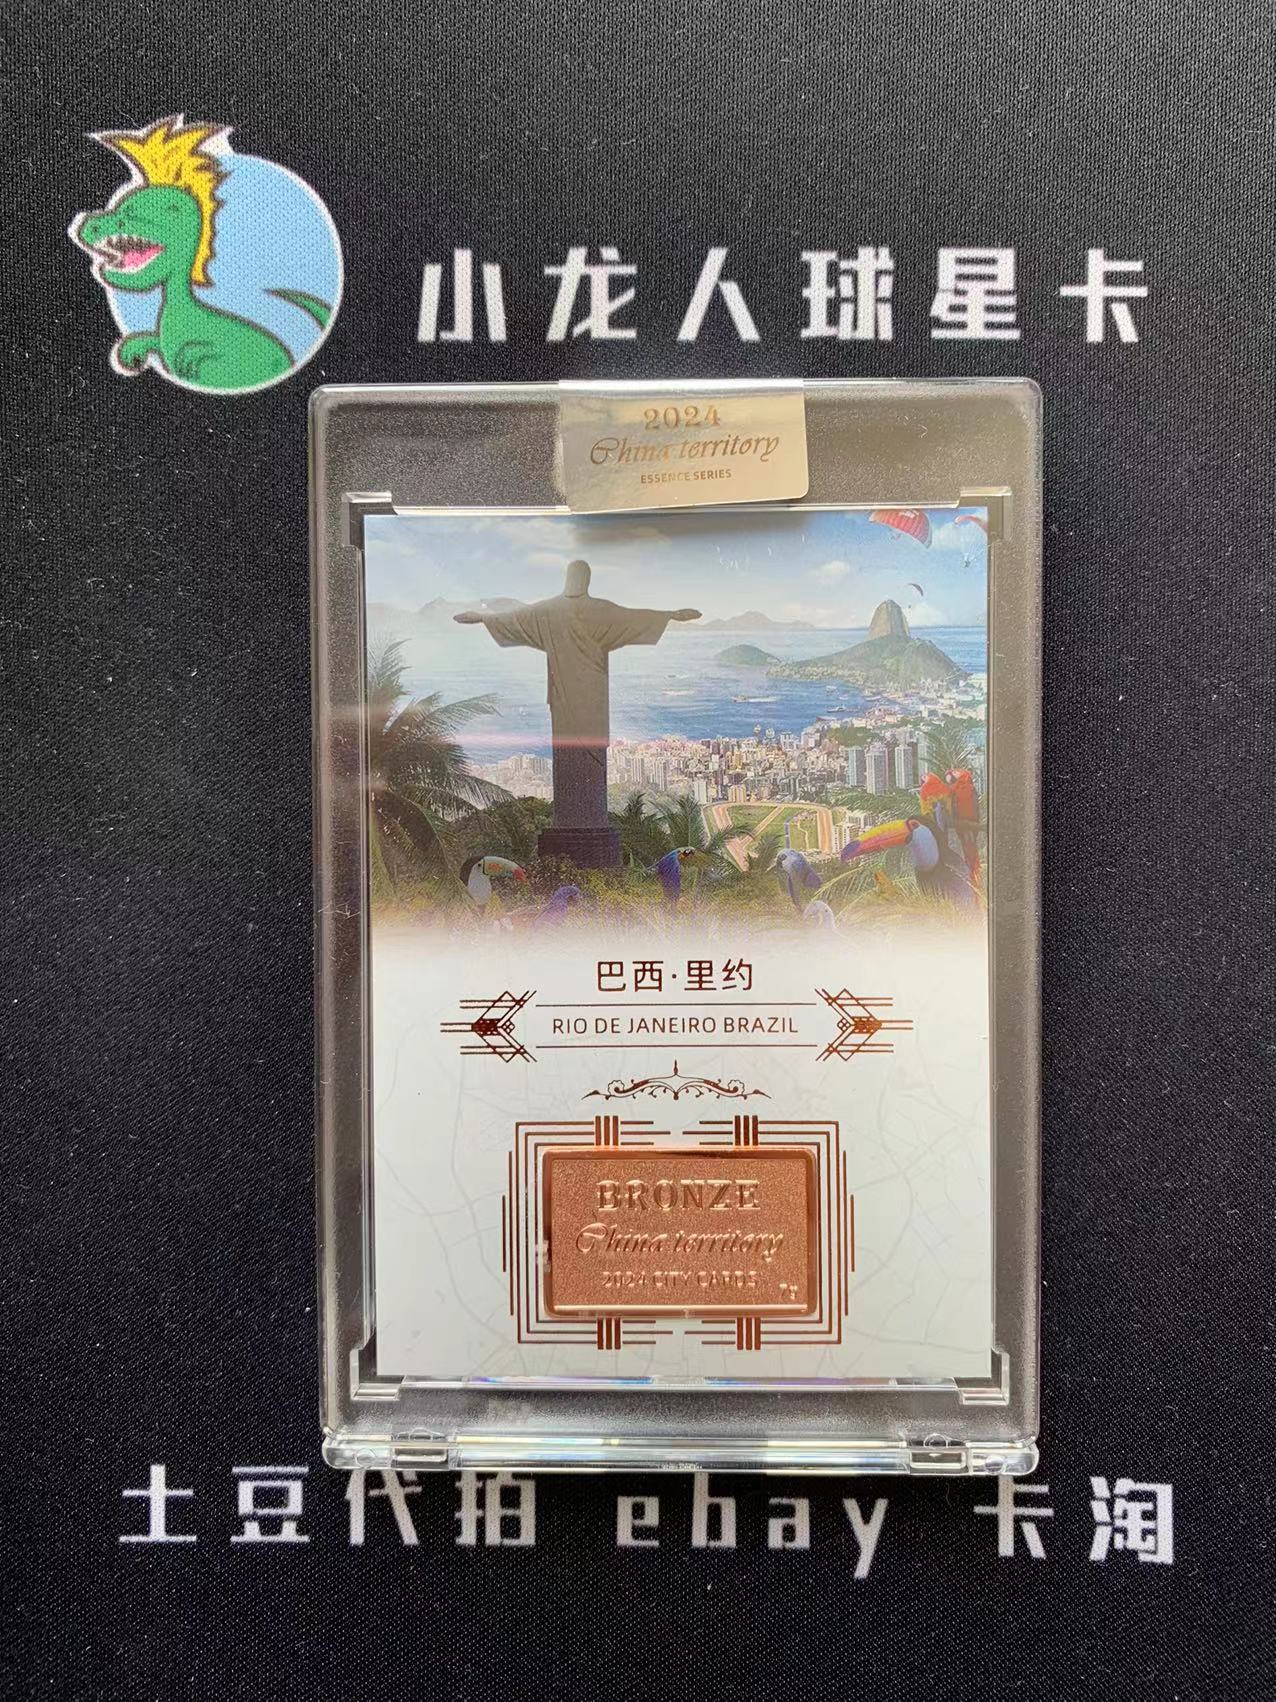 小龙人球星卡
2024
China territory
ESSENCE SERIES
巴西·里约
RIO DE JANEIRO BRAZIL
BRONZE
China territory
2024 CITY CARDS
7g
土豆代拍 ebay 卡淘